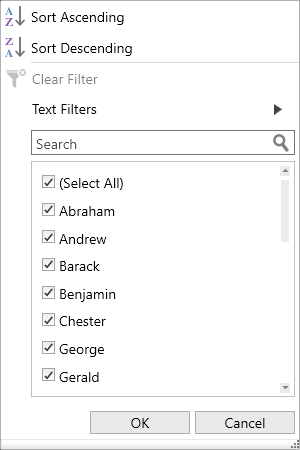 Sort Ascending
Sort Descending
Clear Filter
Text Filters
Search
(Select All)
Abraham
Andrew
Barack
Benjamin
Chester
George
Gerald
OK Cancel